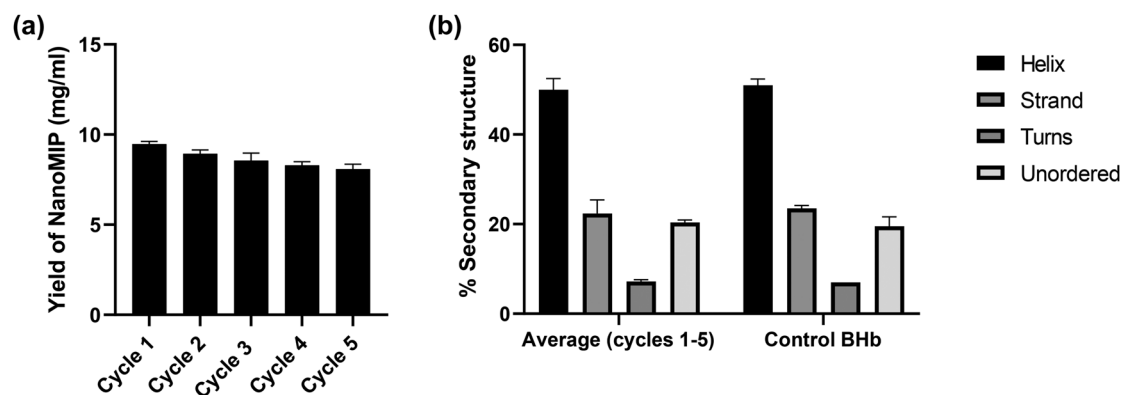 (a)
Yield of NanoMIP (mg/ml)
15
10
5
0
Cycle 1
Cycle 2
Cycle 3
Cycle 4
Cycle 5
(b)
% Secondary structure
60
40
20
0
Average (cycles 1-5)
Control BHb
Helix
Strand
Turns
Unordered